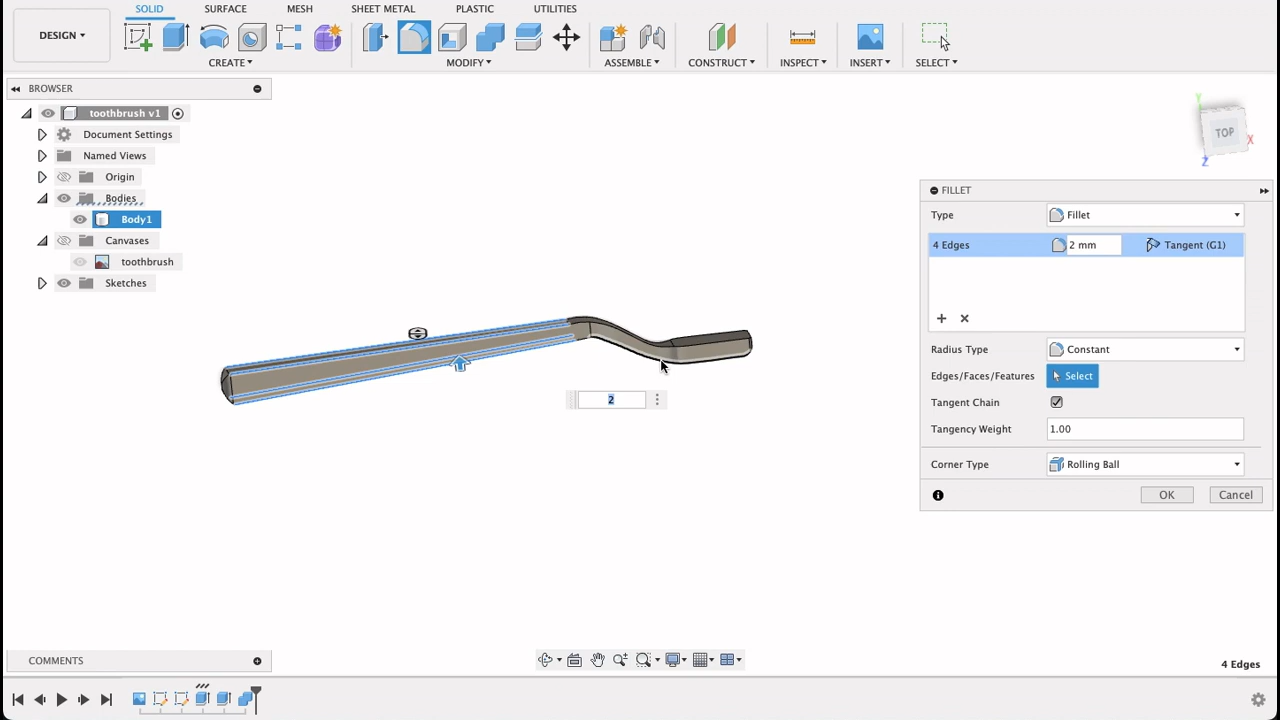 SOLID SURFACE MESH SHEET METAL PLASTIC UTILITIES
DESIGN
CREATE MODIFY ASSEMBLE CONSTRUCT INSPECT INSERT SELECT
BROWSER
toothbrush v1
Document Settings
Named Views
Origin
Bodies
Body1
Canvases
toothbrush
Sketches
Y
TOP
X
Z
FILLET
Type Fillet
4 Edges 2 mm Tangent (G1)
Radius Type Constant
Edges/Faces/Features Select
Tangent Chain
Tangency Weight 1.00
Corner Type Rolling Ball
OK Cancel
2
COMMENTS
4 Edges